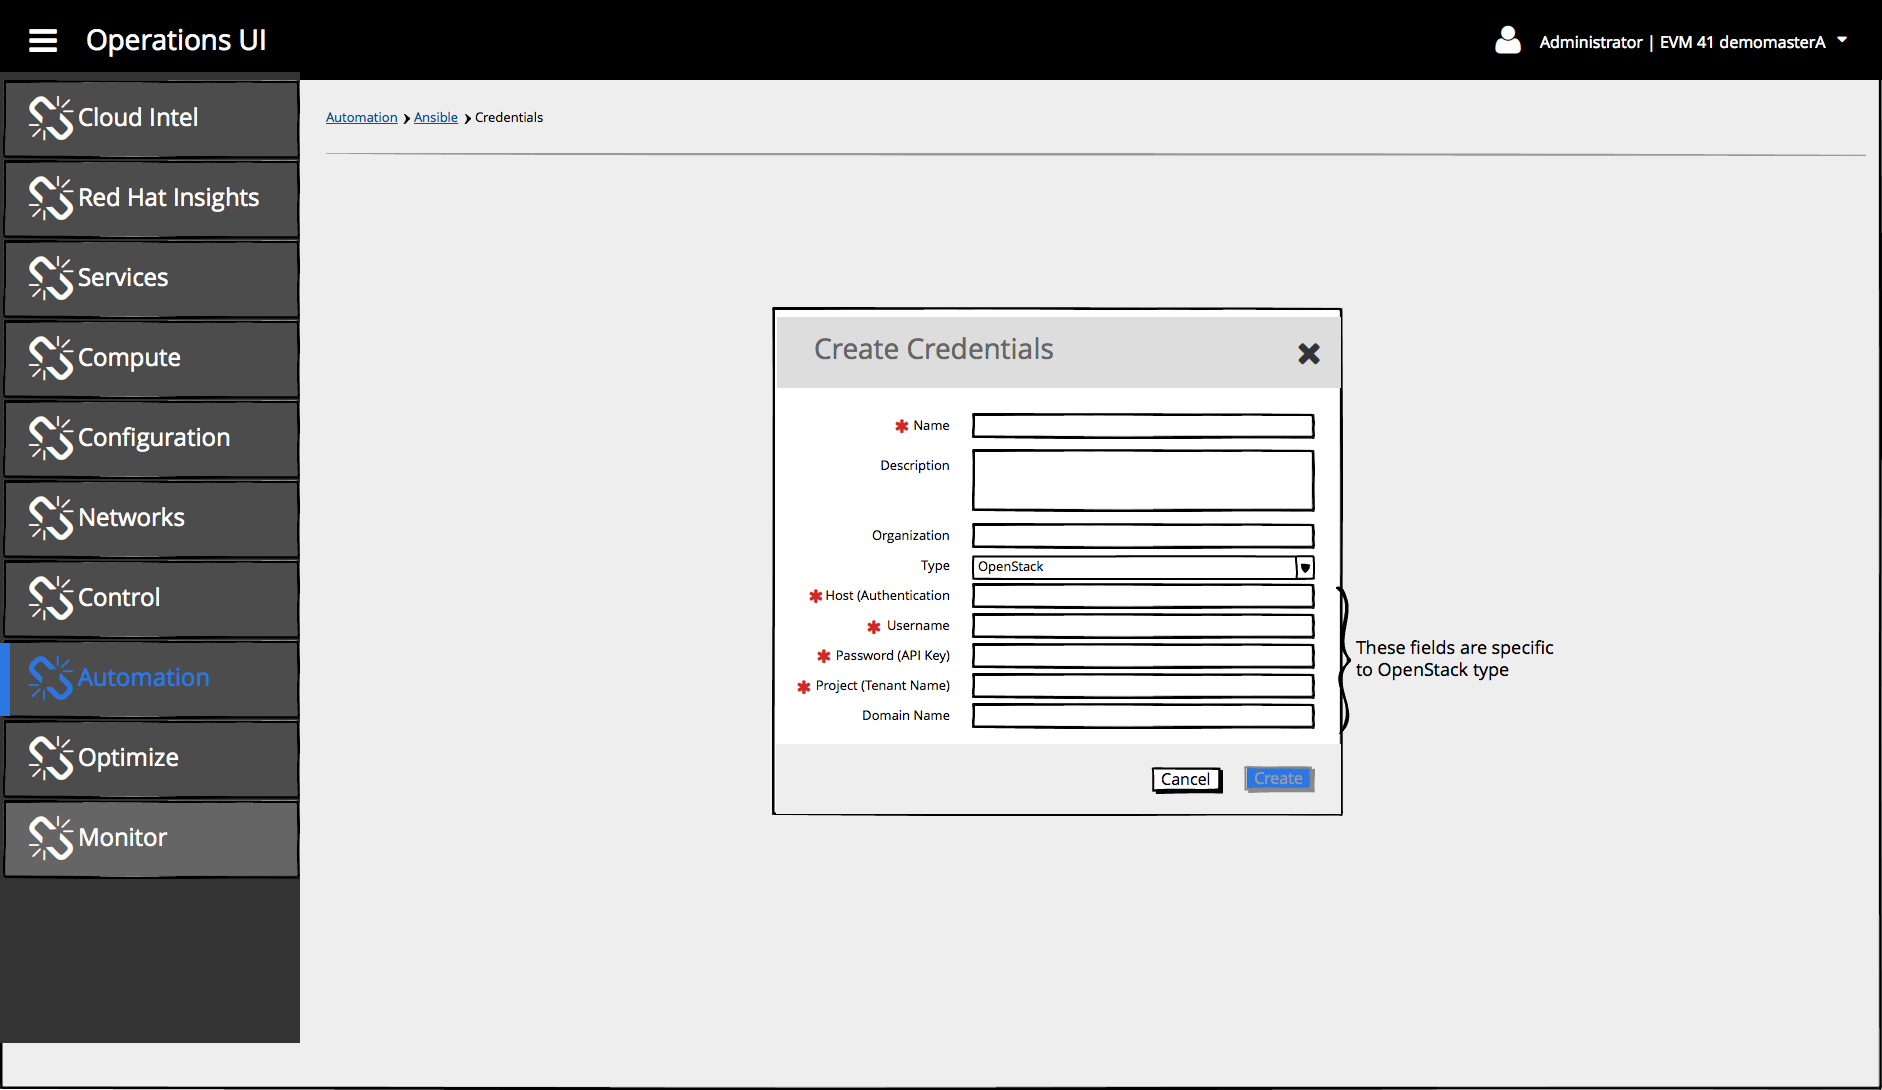 Operations UI
Administrator | EVM 41 demomasterA
Cloud Intel
Red Hat Insights
Services
Compute
Configuration
Networks
Control
Automation
Optimize
Monitor
Automation Ansible Credentials
Create Credentials
Name
Description
Organization
Type OpenStack
Host (Authentication
Username
Password (API Key)
Project (Tenant Name)
Domain Name
These fields are specific
to OpenStack type
Cancel Create